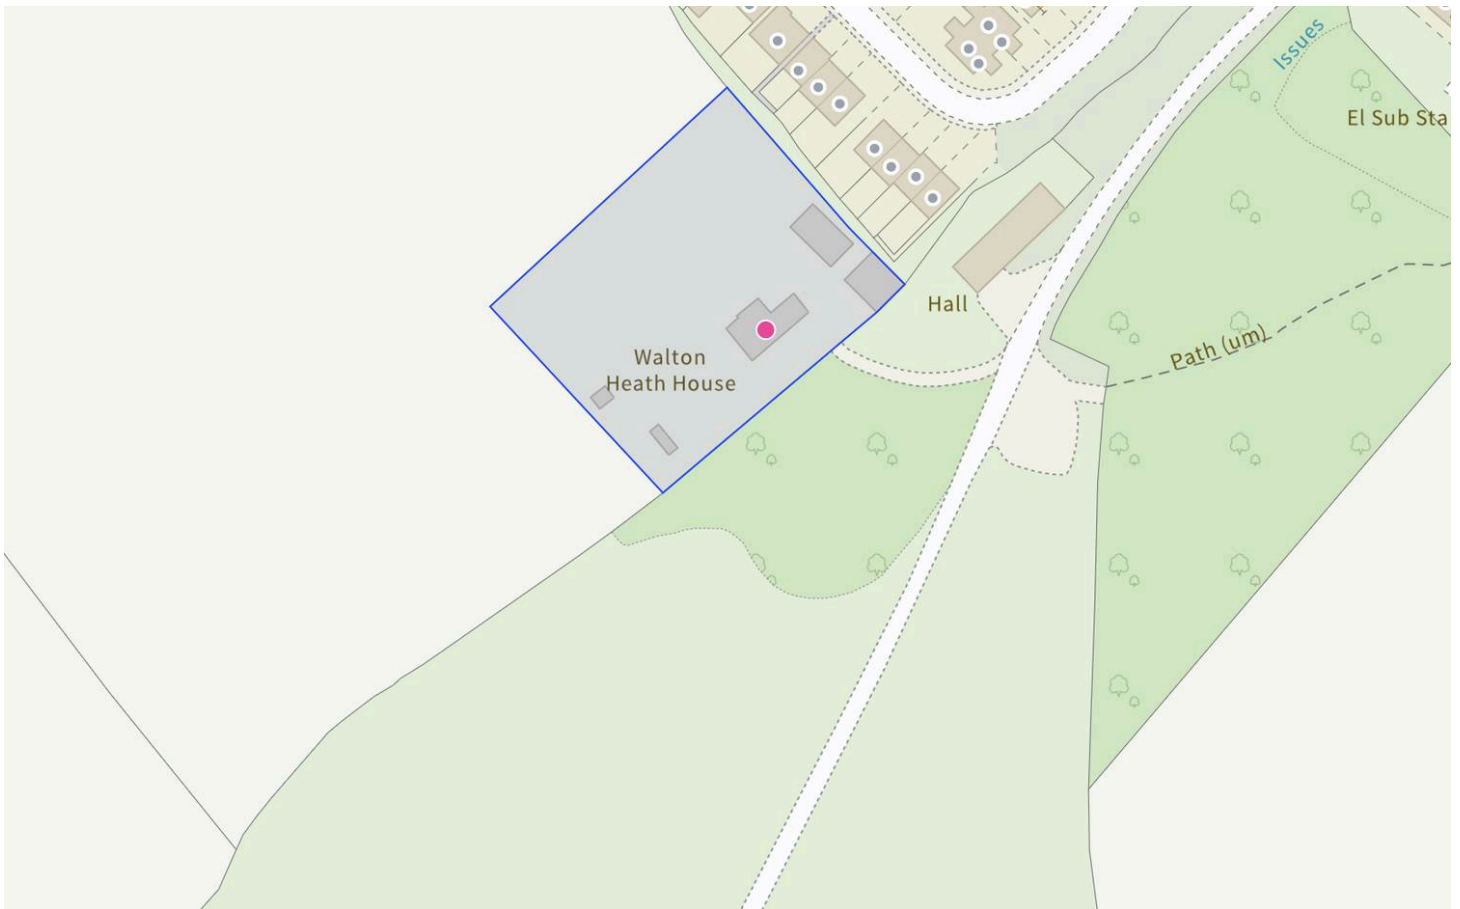 Issues
El Sub Sta
Hall
Path (um)
Walton
Heath House